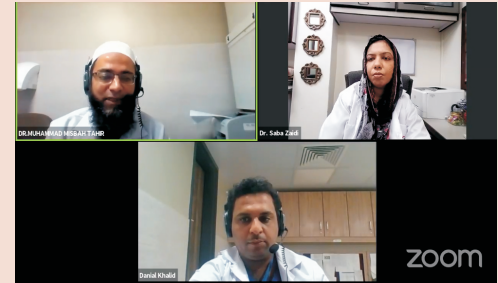 DR.MUHAMMAD MISBAH TAHIR
Dr. Saba Zaidi
Danial Khalid
zoom